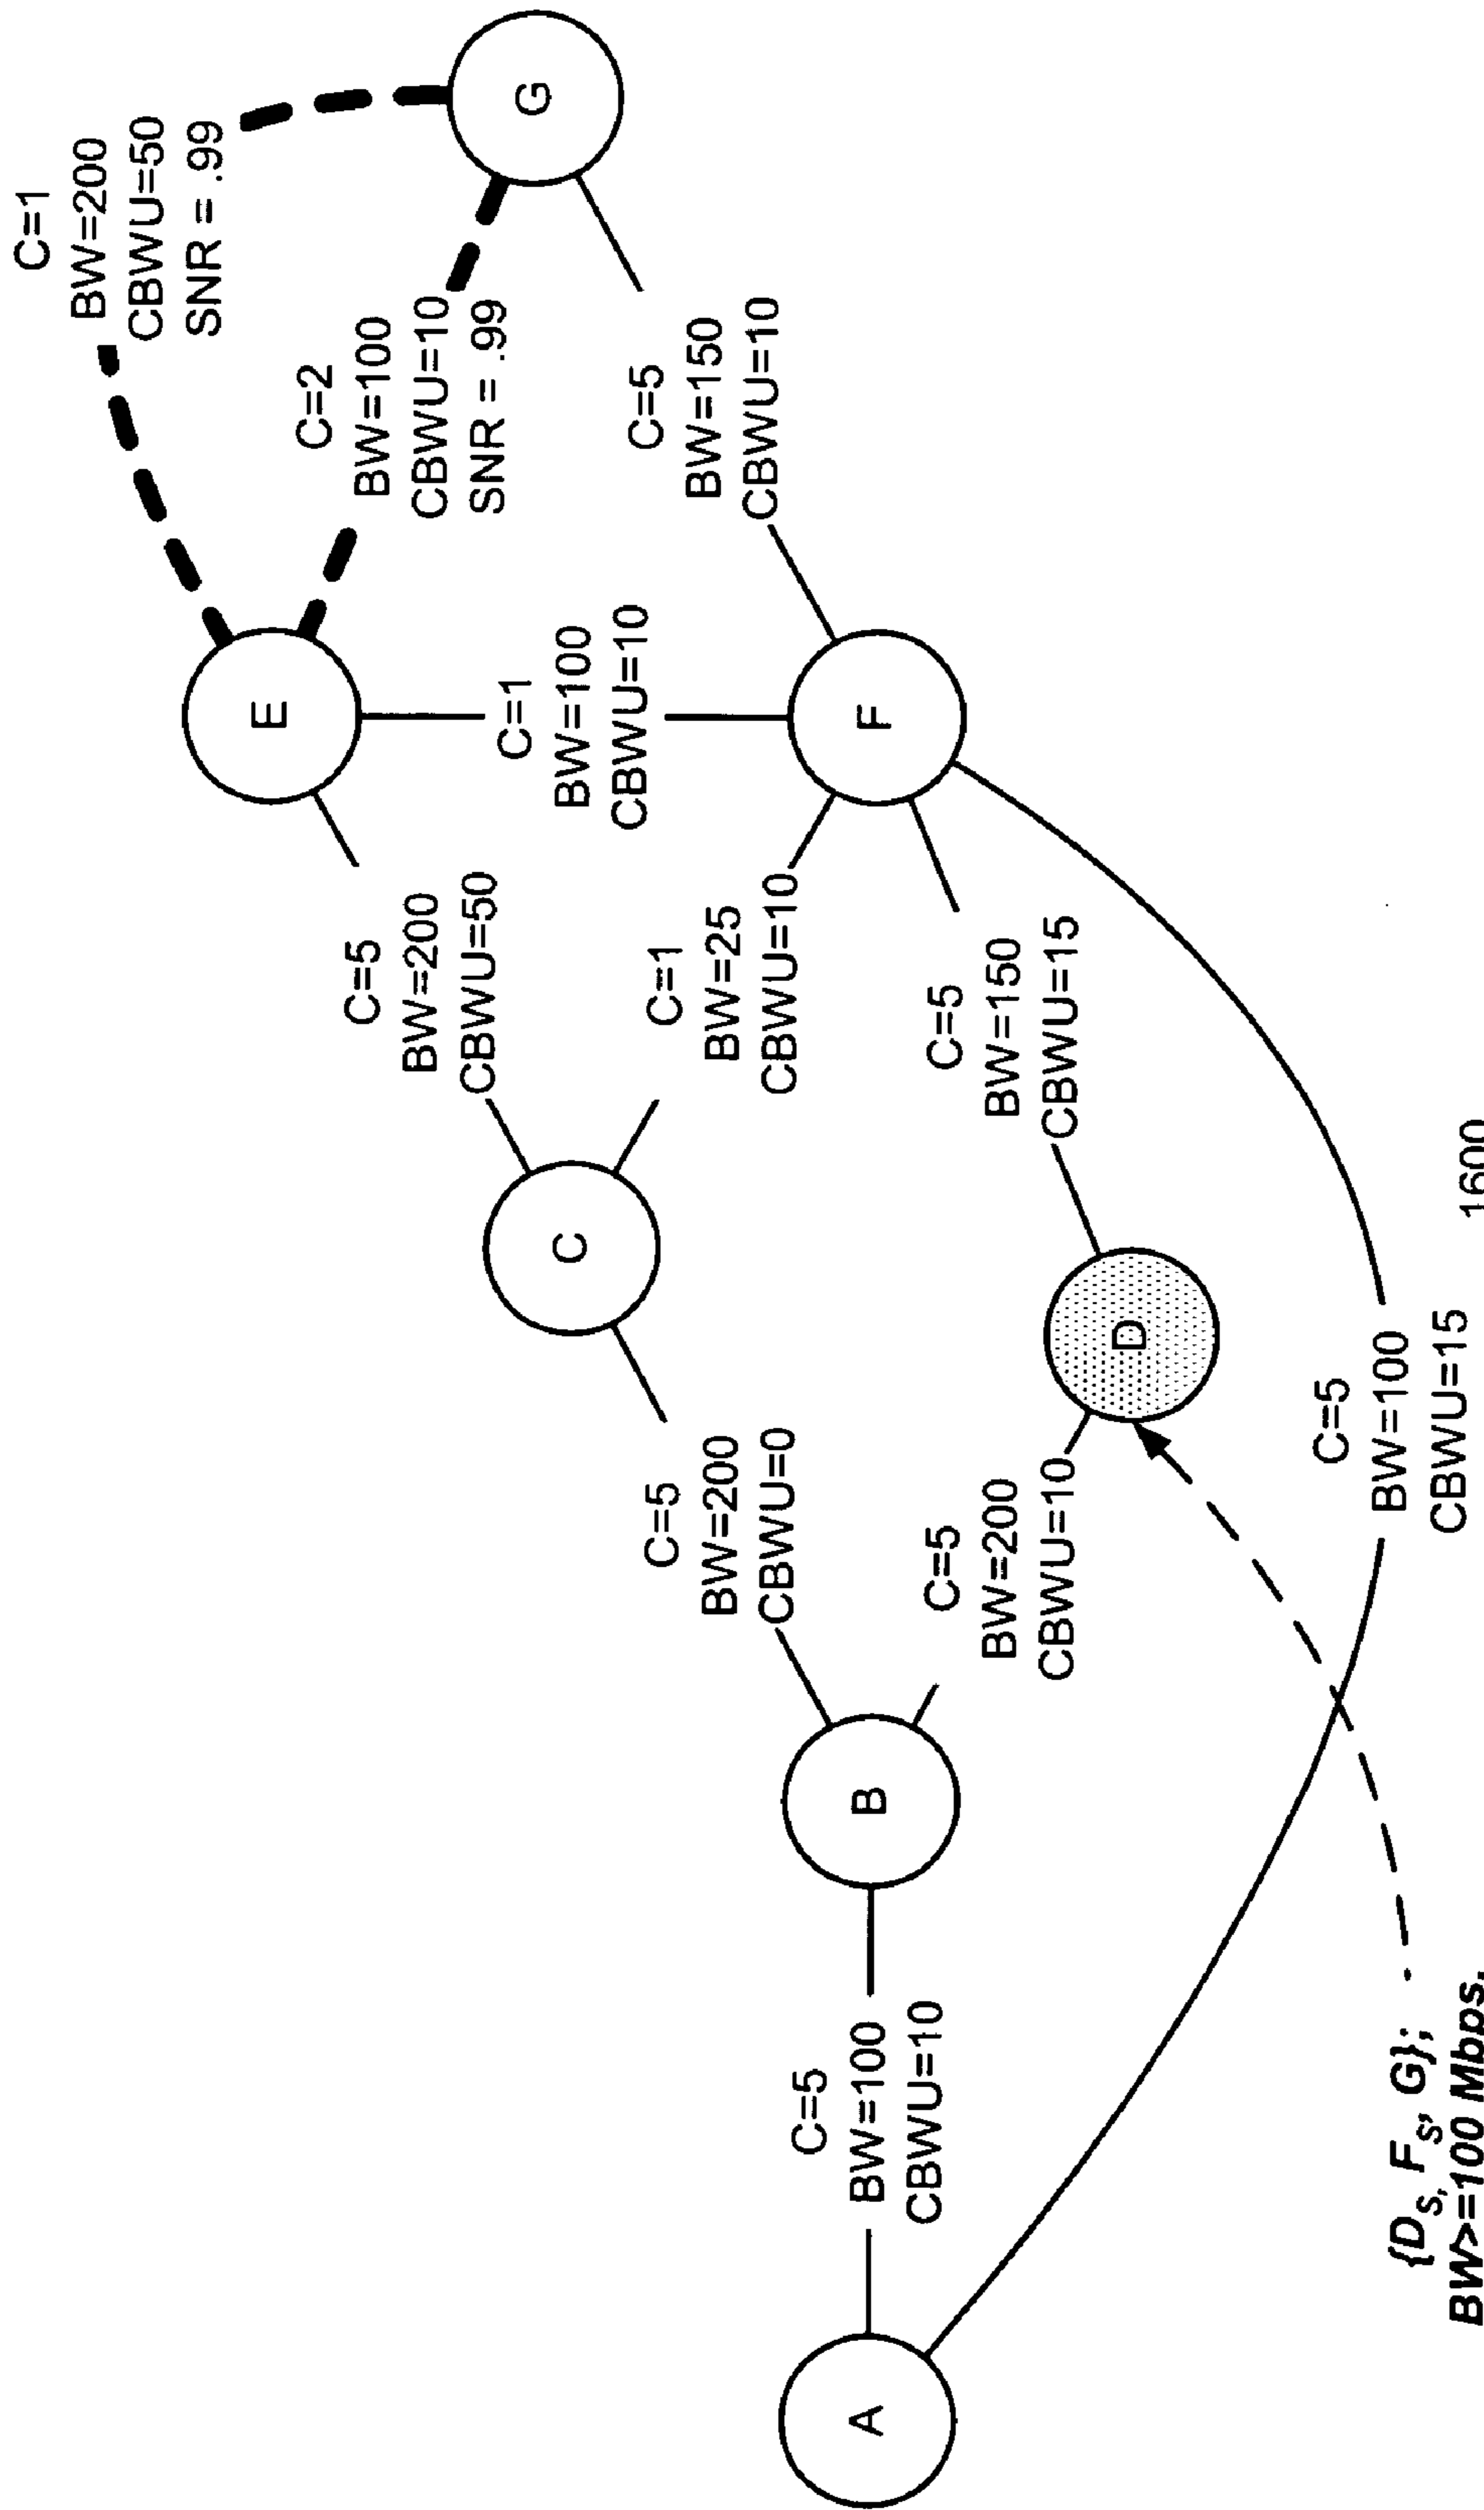 C=1
BW=200
CBWU=50
SNR = .99
C=2
BW=100
CBWU=10
SNR = .99
G
E
C=5
BW=200
CBWU=50
C=1
BW=100
CBWU=10
C=5
BW=150
CBWU=10
C
C=1
BW=25
CBWU=10
F
C=5
BW=200
CBWU=0
C=5
BW=150
CBWU=15
A
C=5
BW=100
CBWU=10
B
C=5
BW=200
CBWU=10
D
C=5
BW=100
CBWU=15
{D_S, F_S, G};
BW>=100 Mbps,
1600